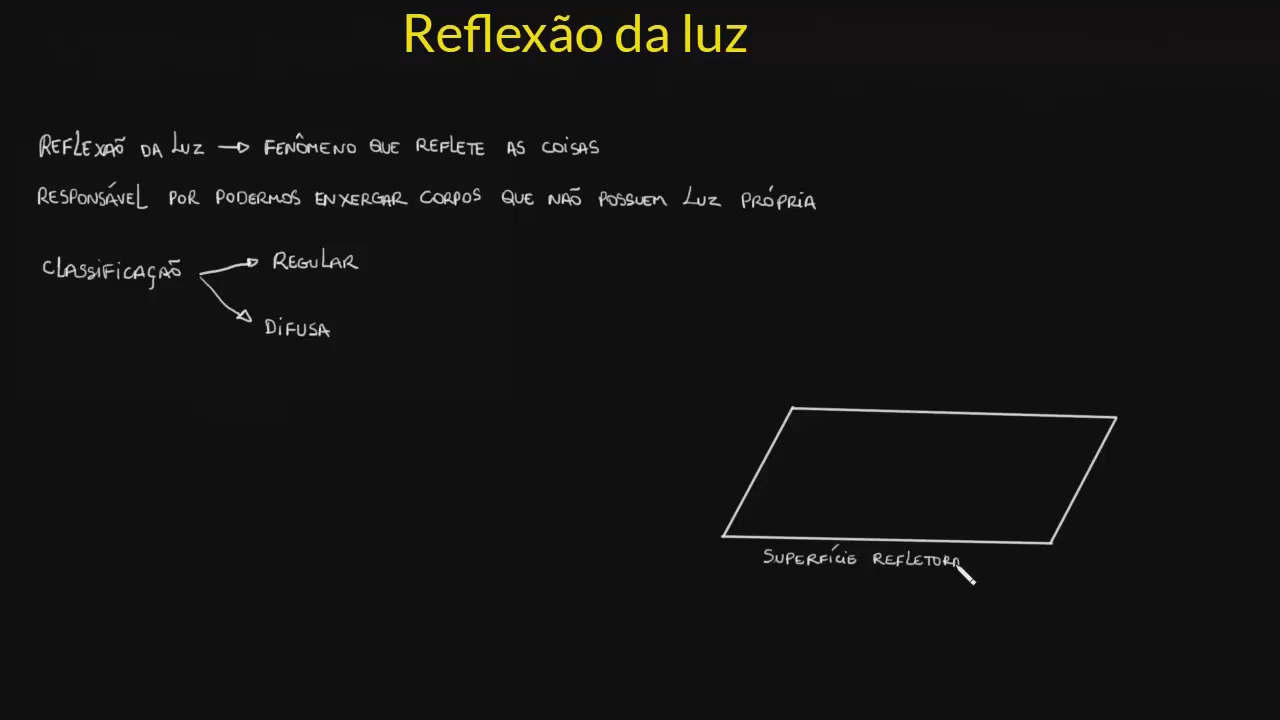 Reflexão da luz
REFLEXÃO DA LUZ → FENÔMENO QUE REFLETE AS COISAS
RESPONSÁVEL POR PODERMOS ENXERGAR CORPOS QUE NÃO POSSUEM LUZ PRÓPRIA
CLASSIFICAÇÃO
REGULAR
DIFUSA
SUPERFÍCIE REFLETORA